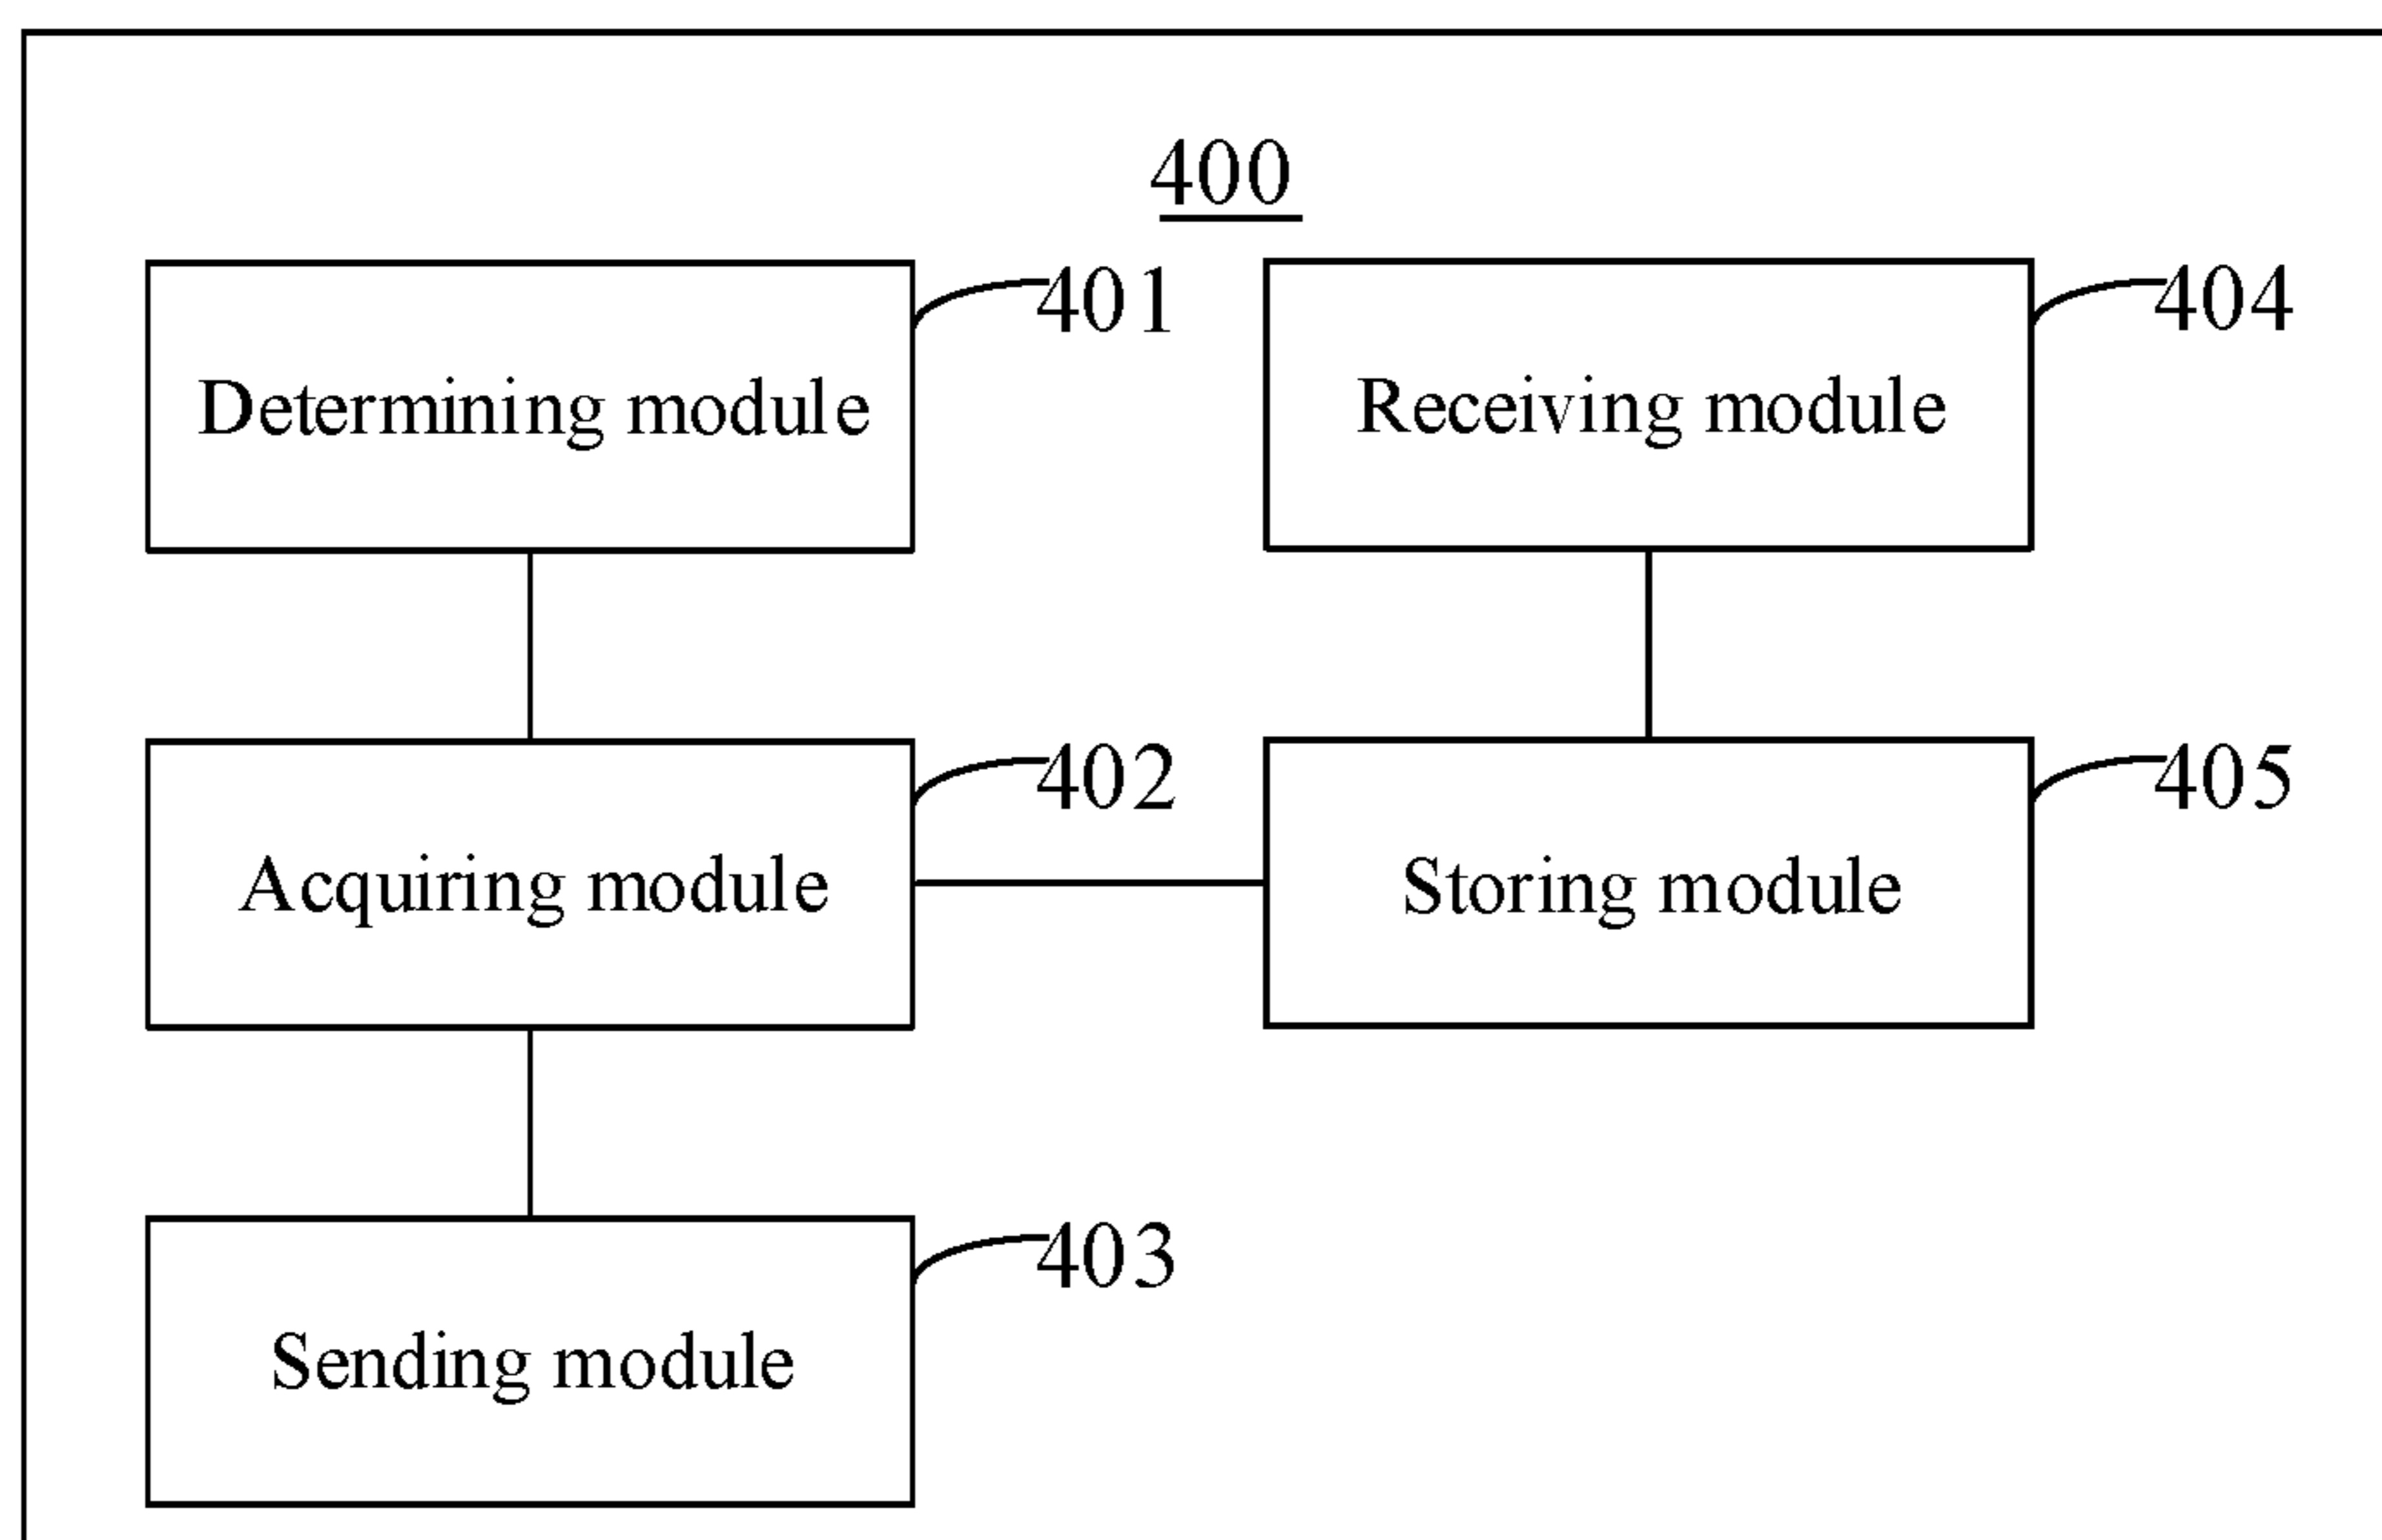 400
401
Determining module
404
Receiving module
402
Acquiring module
405
Storing module
403
Sending module